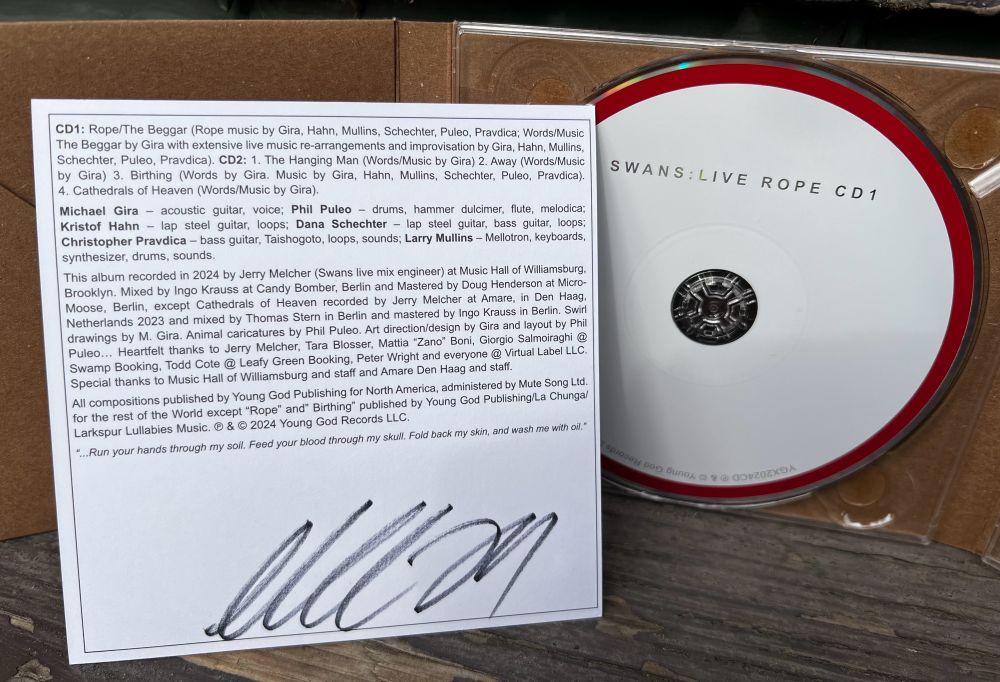 CD1: Rope/The Beggar (Rope music by Gira, Hahn, Mullins, Schechter, Puleo, Pravdica; Words/Music
The Beggar by Gira with extensive live music re-arrangements and improvisation by Gira, Hahn, Mullins,
Schechter, Puleo, Pravdica). CD2: 1. The Hanging Man (Words/Music by Gira) 2. Away (Words/Music
by Gira) 3. Birthing (Words by Gira. Music by Gira, Hahn, Mullins, Schechter, Puleo, Pravdica).
4. Cathedrals of Heaven (Words/Music by Gira).
Michael Gira – acoustic guitar, voice; Phil Puleo – drums, hammer dulcimer, flute, melodica;
Kristof Hahn – lap steel guitar, loops; Dana Schechter – lap steel guitar, bass guitar, loops;
Christopher Pravdica – bass guitar, Taishogoto, loops, sounds; Larry Mullins – Mellotron, keyboards,
synthesizer, drums, sounds.
This album recorded in 2024 by Jerry Melcher (Swans live mix engineer) at Music Hall of Williamsburg,
Brooklyn. Mixed by Ingo Krauss at Candy Bomber, Berlin and Mastered by Doug Henderson at Micro-
Moose, Berlin, except Cathedrals of Heaven recorded by Jerry Melcher at Amare, in Den Haag,
Netherlands 2023 and mixed by Thomas Stern in Berlin and mastered by Ingo Krauss in Berlin. Swirl
drawings by M. Gira. Animal caricatures by Phil Puleo. Art direction/design by Gira and layout by Phil
Puleo… Heartfelt thanks to Jerry Melcher, Tara Blosser, Mattia “Zano” Boni, Giorgio Salmoiraghi @
Swamp Booking, Todd Cote @ Leafy Green Booking, Peter Wright and everyone @ Virtual Label LLC.
Special thanks to Music Hall of Williamsburg and staff and Amare Den Haag and staff.
All compositions published by Young God Publishing for North America, administered by Mute Song Ltd.
for the rest of the World except “Rope” and” Birthing” published by Young God Publishing/La Chunga/
Larkspur Lullabies Music. ℗ & © 2024 Young God Records LLC.
“...Run your hands through my soil. Feed your blood through my skull. Fold back my skin, and wash me with oil.”
SWANS:LIVE ROPE CD1
YGX2024CD ℗ & © Young God Records